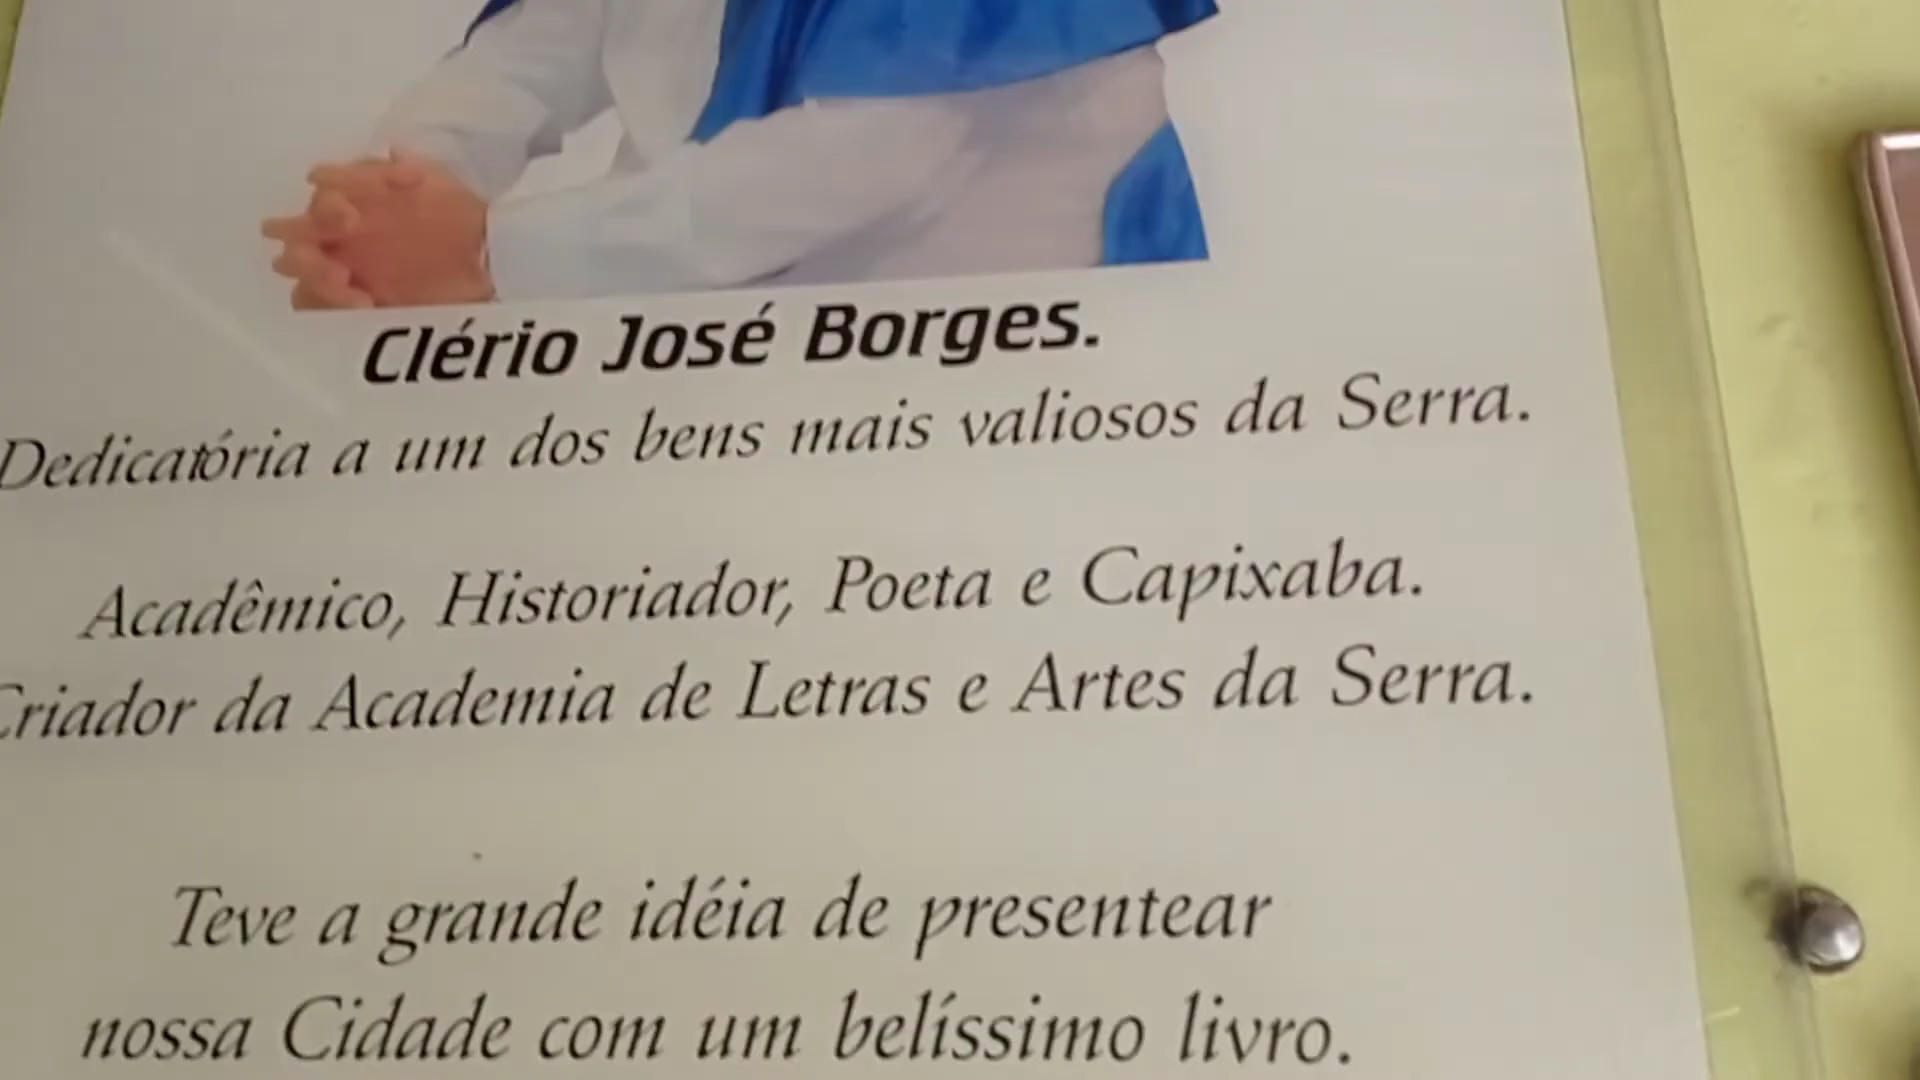 Clério José Borges.
Dedicatória a um dos bens mais valiosos da Serra.
Acadêmico, Historiador, Poeta e Capixaba.
Criador da Academia de Letras e Artes da Serra.
Teve a grande idéia de presentear
nossa Cidade com um belíssimo livro.